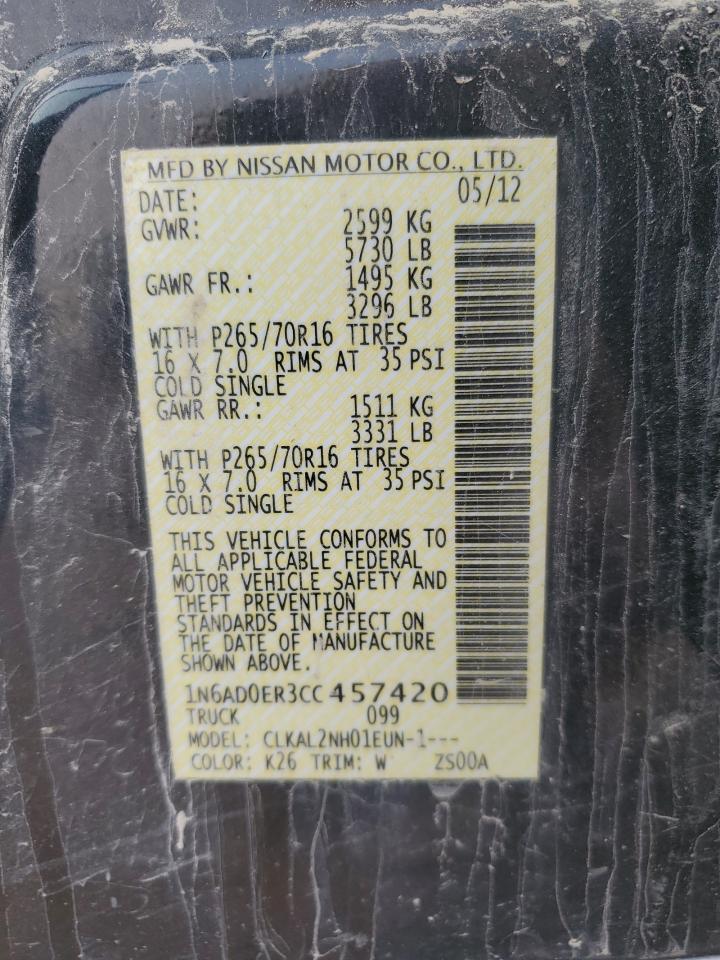 MFD BY NISSAN MOTOR CO., LTD.
DATE: 05/12
GVWR: 2599 KG
5730 LB
GAWR FR.: 1495 KG
3296 LB
WITH P265/70R16 TIRES
16 X 7.0 RIMS AT 35 PSI
COLD SINGLE
GAWR RR.: 1511 KG
3331 LB
WITH P265/70R16 TIRES
16 X 7.0 RIMS AT 35 PSI
COLD SINGLE
THIS VEHICLE CONFORMS TO
ALL APPLICABLE FEDERAL
MOTOR VEHICLE SAFETY AND
THEFT PREVENTION
STANDARDS IN EFFECT ON
THE DATE OF MANUFACTURE
SHOWN ABOVE.
1N6AD0ER3CC457420
TRUCK 099
MODEL: CLKAL2NH01EUN-1---
COLOR: K26 TRIM: W ZS00A